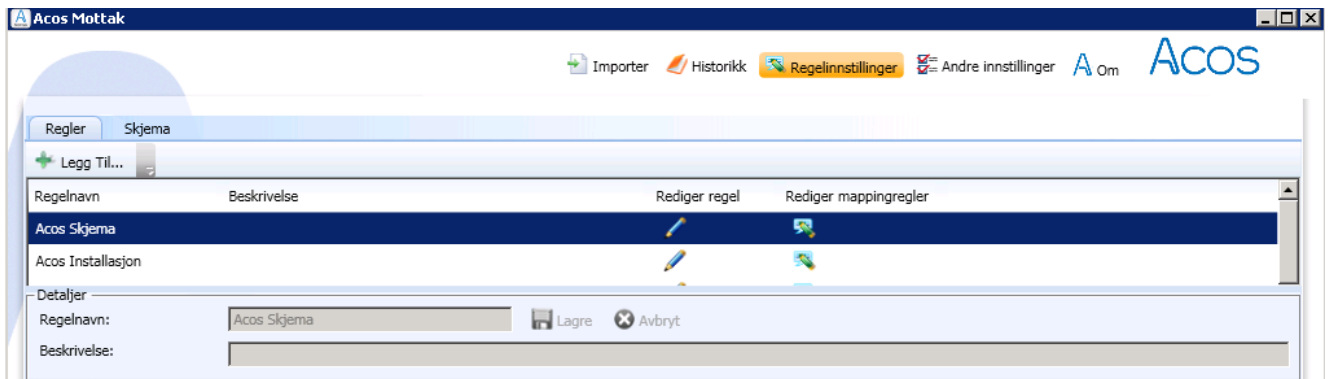 Acos Mottak
Importer Historikk Regelinnstillinger Andre innstillinger Om Acos
Regler Skjema
Legg Til...
Regelnavn Beskrivelse Rediger regel Rediger mappingregler
Acos Skjema
Acos Installasjon
Detaljer
Regelnavn: Acos Skjema Lagre Avbryt
Beskrivelse: